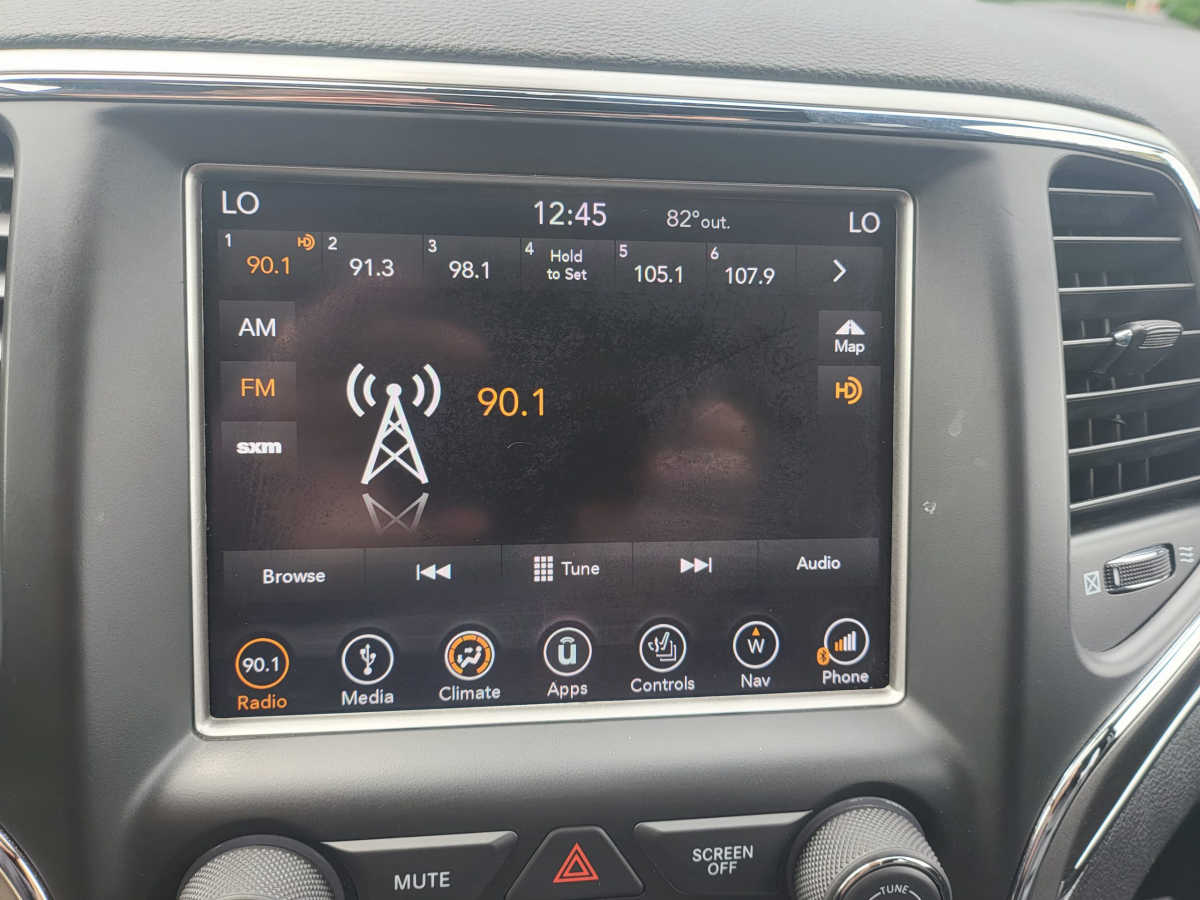 LO 12:45 82° out. LO
1 90.1 HD 2 91.3 3 98.1 4 Hold to Set 5 105.1 6 107.9
AM
Map
FM
90.1
HD
sxm
Browse Tune Audio
90.1 W
Radio Media Climate Apps Controls Nav Phone
MUTE
SCREEN
OFF
TUNE